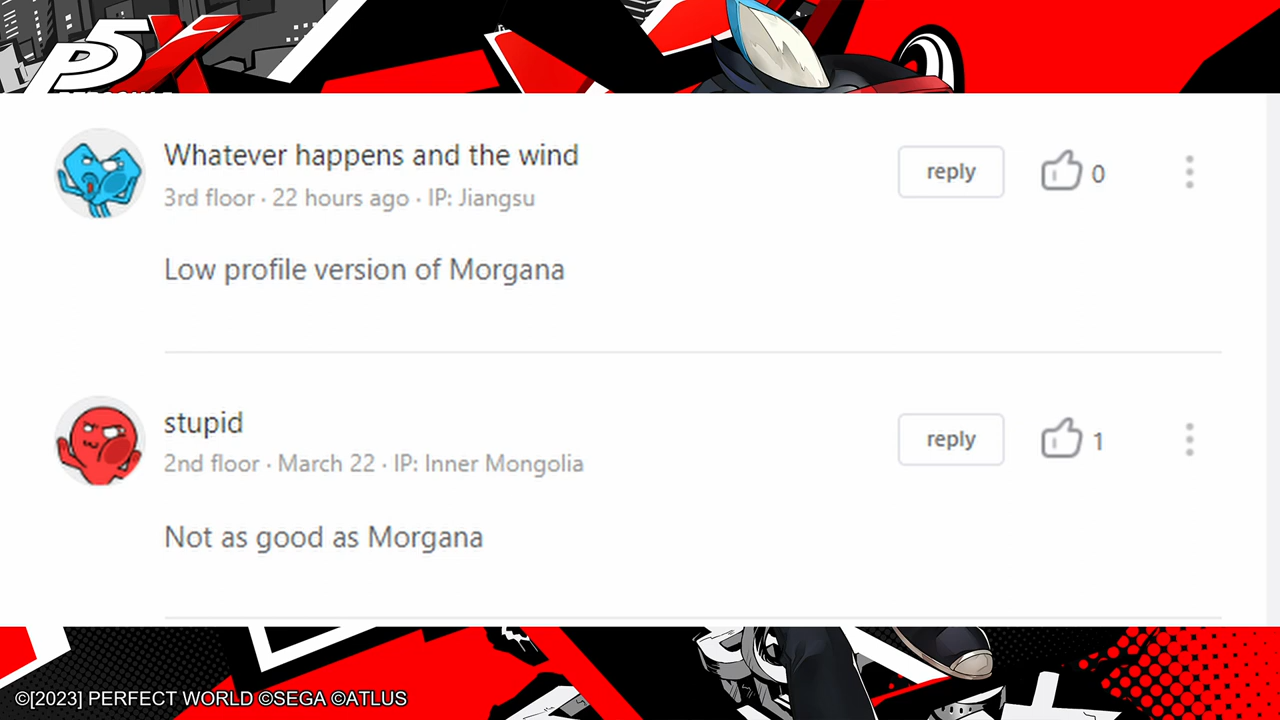 P5X
Whatever happens and the wind
3rd floor · 22 hours ago · IP: Jiangsu
reply
0
Low profile version of Morgana
stupid
2nd floor · March 22 · IP: Inner Mongolia
reply
1
Not as good as Morgana
©[2023] PERFECT WORLD ©SEGA ©ATLUS